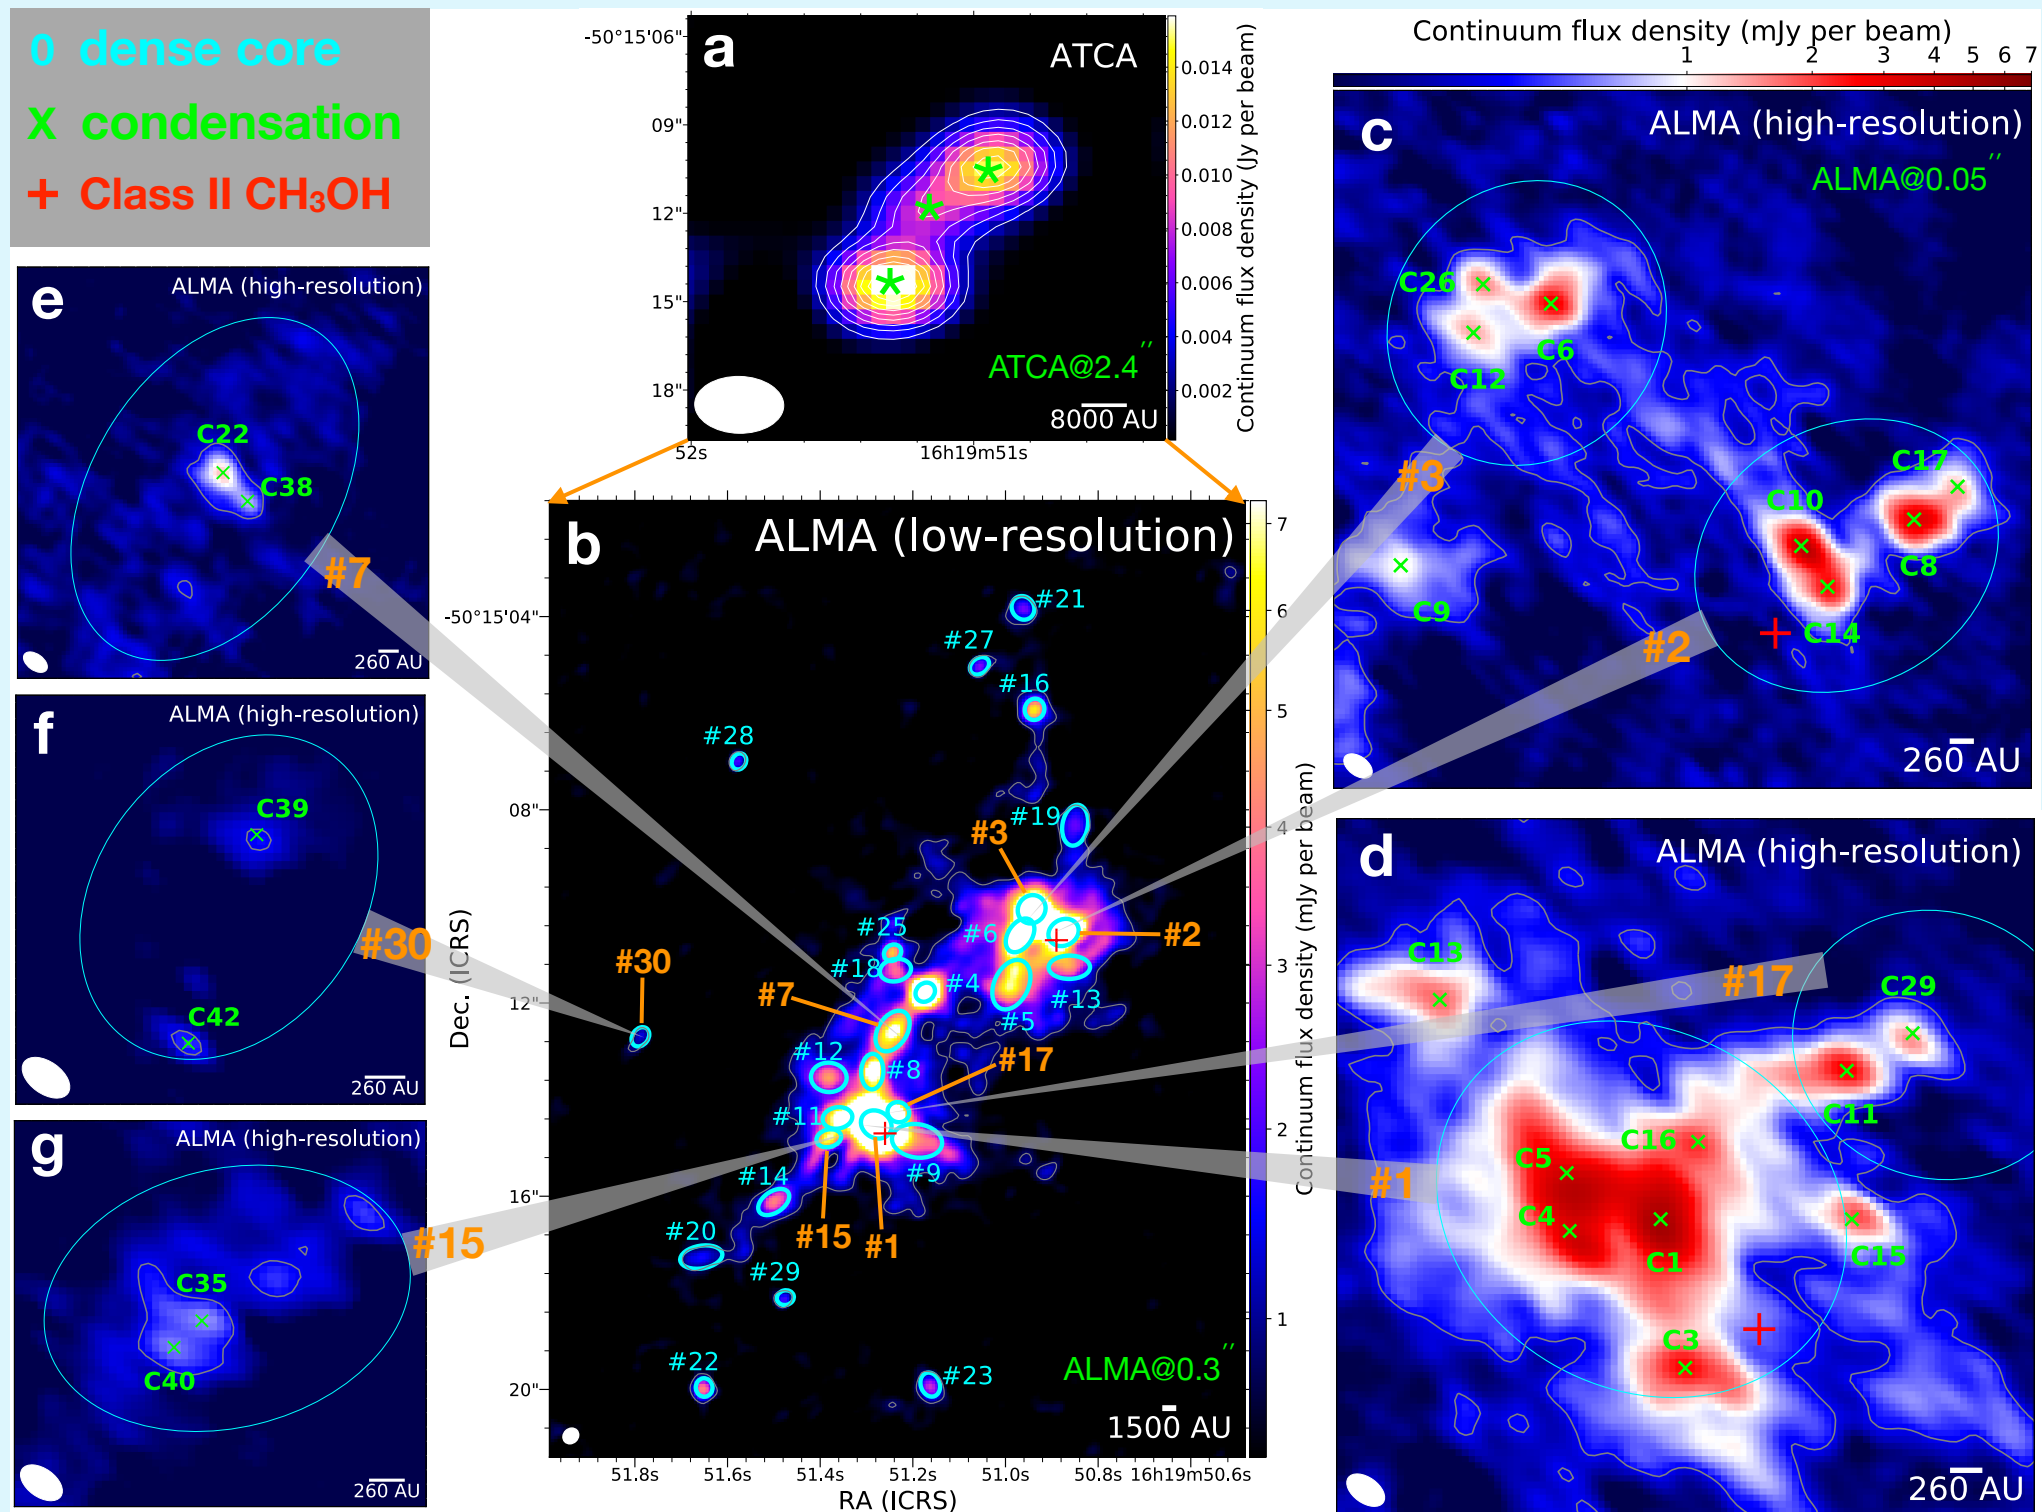 0 dense core
X condensation
+ Class II CH₃OH
a
ATCA
ATCA@2.4″
8000 AU
-50°15′06″
09″
12″
15″
18″
52s
16h19m51s
0.014
0.012
0.010
0.008
0.006
0.004
0.002
Continuum flux density (Jy per beam)
Continuum flux density (mJy per beam)
1
2
3
4
5
6
7
c
ALMA (high-resolution)
ALMA@0.05″
C26
C6
C12
C17
C10
C8
C9
C14
#3
#2
260 AU
e
ALMA (high-resolution)
C22
C38
#7
260 AU
b
ALMA (low-resolution)
#21
#27
#16
#28
#19
#3
#25
#6
#2
#18
#4
#30
#7
#13
#5
#12
#8
#17
#11
#9
#14
#15
#1
#20
#29
#22
#23
ALMA@0.3″
1500 AU
-50°15′04″
08″
12″
16″
20″
Dec. (ICRS)
51.8s
51.6s
51.4s
51.2s
51.0s
50.8s
16h19m50.6s
RA (ICRS)
7
6
5
4
3
2
1
Continuum flux density (mJy per beam)
f
ALMA (high-resolution)
C39
C42
#30
260 AU
d
ALMA (high-resolution)
C13
#17
C29
C11
C16
C5
C4
C1
C15
C3
#1
260 AU
g
ALMA (high-resolution)
C35
C40
#15
260 AU